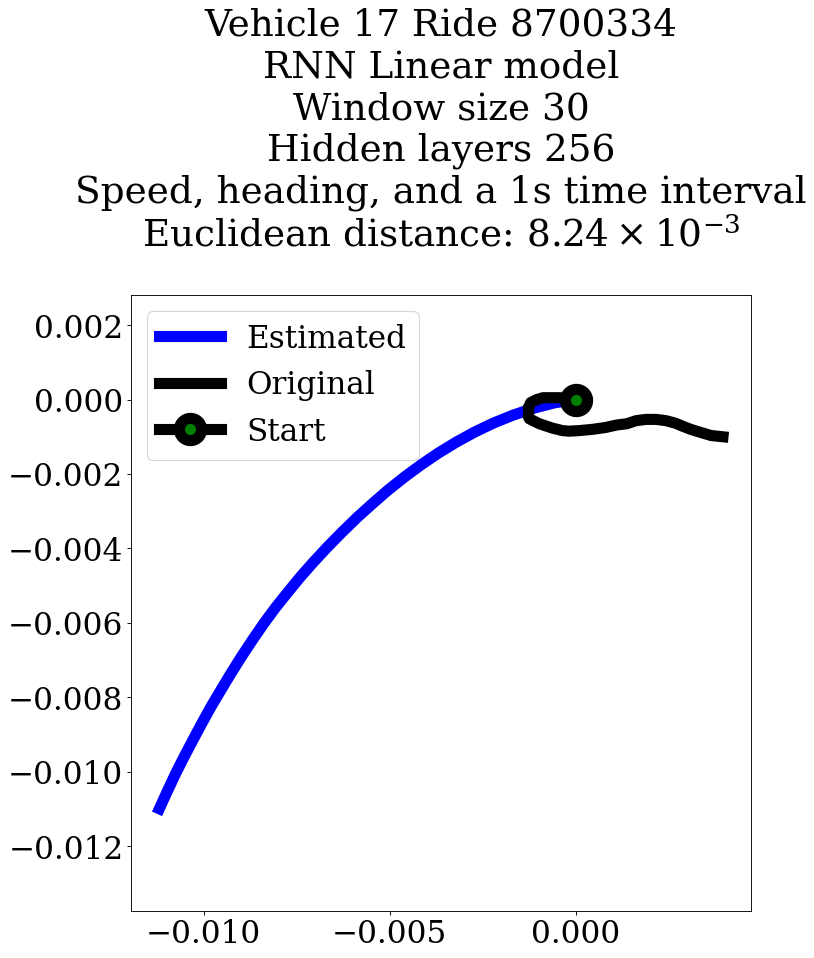 Vehicle 17 Ride 8700334
RNN Linear model
Window size 30
Hidden layers 256
Speed, heading, and a 1s time interval
Euclidean distance: 8.24 × 10⁻³
Estimated
Original
Start
0.002
0.000
−0.002
−0.004
−0.006
−0.008
−0.010
−0.012
−0.010 −0.005 0.000